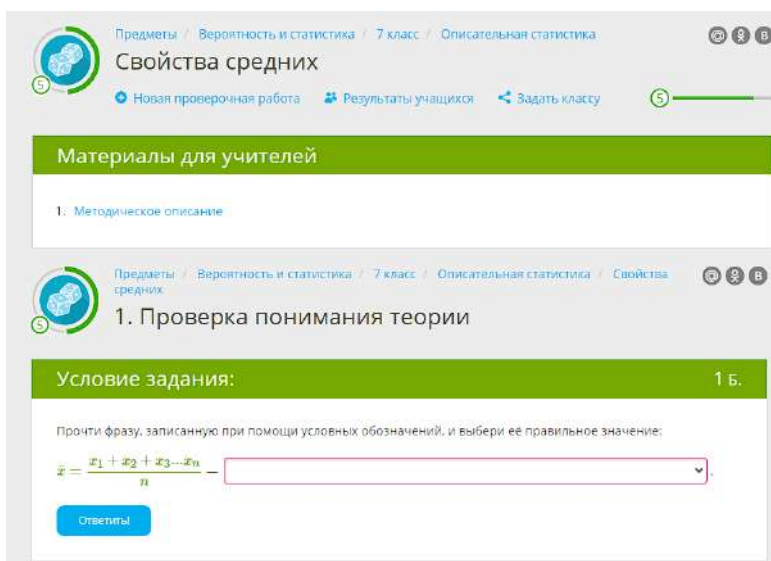 Предметы / Вероятность и статистика / 7 класс / Описательная статистика
Свойства средних
5
Новая проверочная работа Результаты учащихся Задать классу 5
Материалы для учителей
1. Методическое описание
Предметы / Вероятность и статистика / 7 класс / Описательная статистика / Свойства
средних
5
1. Проверка понимания теории
Условие задания: 1 Б.
Прочти фразу, записанную при помощи условных обозначений, и выбери её правильное значение:
x̄ = (x₁ + x₂ + x₃...xₙ) / n – .
Ответить!